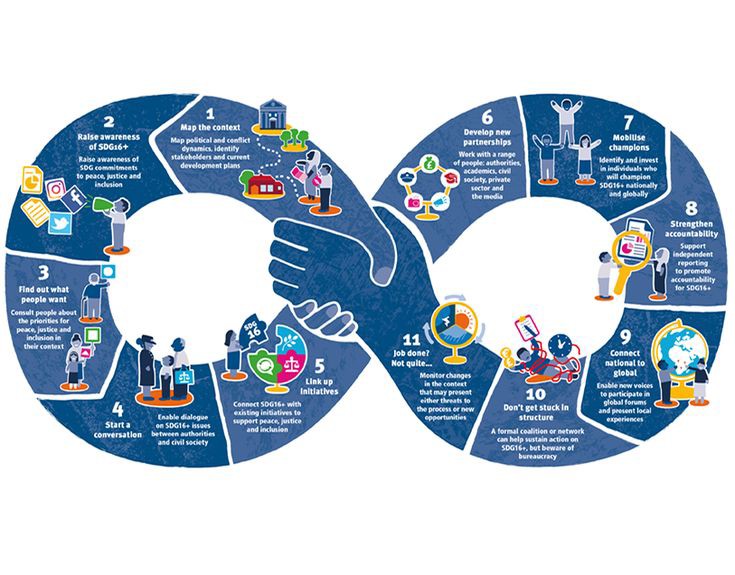 1
Map the context
Map political and conflict
dynamics, identify
stakeholders and current
development plans
2
Raise awareness
of SDG16+
Raise awareness of
SDG commitments
to peace, justice and
inclusion
3
Find out what
people want
Consult people about
the priorities for
peace, justice and
inclusion in
their context
4
Start a
conversation
Enable dialogue
on SDG16+ issues
between authorities
and civil society
SDG
16
5
Link up
initiatives
Connect SDG16+ with
existing initiatives to
support peace, justice
and inclusion
6
Develop new
partnerships
Work with a range
of people: authorities,
academics, civil
society, private
sector and
the media
7
Mobilise
champions
Identify and invest
in individuals who
will champion
SDG16+ nationally
and globally
8
Strengthen
accountability
Support
independent
reporting
to promote
accountability
for SDG16+
9
Connect
national to
global
Enable new voices
to participate in
global forums
and present local
experiences
10
Don't get stuck in
structure
A formal coalition or network
can help sustain action on
SDG16+, but beware of
bureaucracy
11
Job done?
Not quite...
Monitor changes
in the context
that may present
either threats to
the process or new
opportunities